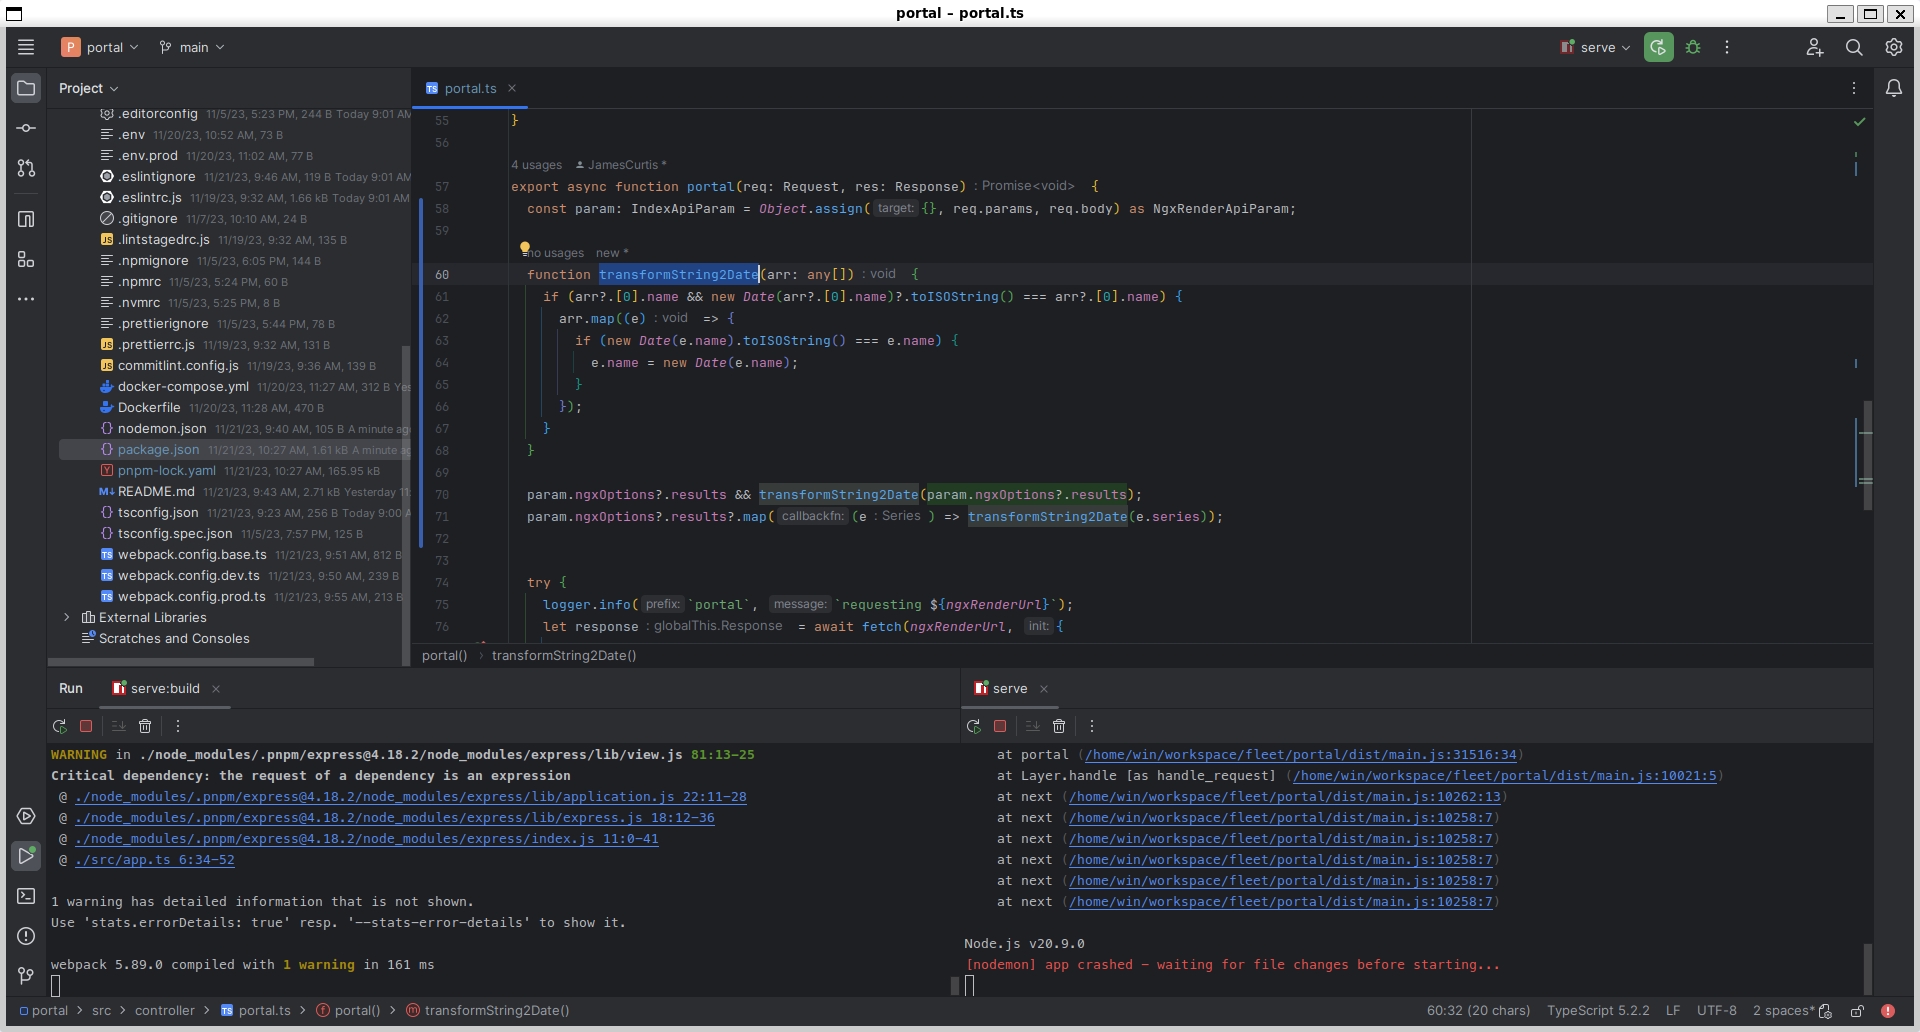 portal – portal.ts
P portal main serve
Project
portal.ts
.editorconfig 11/5/23, 5:23 PM, 244 B Today 9:01 AM
.env 11/20/23, 10:52 AM, 73 B
.env.prod 11/20/23, 11:02 AM, 77 B
.eslintignore 11/21/23, 9:46 AM, 119 B Today 9:01 AM
.eslintrc.js 11/19/23, 9:32 AM, 1.66 kB Today 9:01 AM
.gitignore 11/7/23, 10:10 AM, 24 B
.lintstagedrc.js 11/19/23, 9:32 AM, 135 B
.npmignore 11/5/23, 6:05 PM, 144 B
.npmrc 11/5/23, 5:24 PM, 60 B
.nvmrc 11/5/23, 5:25 PM, 8 B
.prettierignore 11/5/23, 5:44 PM, 78 B
.prettierrc.js 11/19/23, 9:32 AM, 131 B
commitlint.config.js 11/19/23, 9:36 AM, 139 B
docker-compose.yml 11/20/23, 11:27 AM, 312 B Yes
Dockerfile 11/20/23, 11:28 AM, 470 B
nodemon.json 11/21/23, 9:40 AM, 105 B A minute ago
package.json 11/21/23, 10:27 AM, 1.61 kB A minute ag
pnpm-lock.yaml 11/21/23, 10:27 AM, 165.95 kB
README.md 11/21/23, 9:43 AM, 2.71 kB Yesterday 11:
tsconfig.json 11/21/23, 9:23 AM, 256 B Today 9:00 A
tsconfig.spec.json 11/5/23, 7:57 PM, 125 B
webpack.config.base.ts 11/21/23, 9:51 AM, 812 B
webpack.config.dev.ts 11/21/23, 9:50 AM, 239 B
webpack.config.prod.ts 11/21/23, 9:55 AM, 213 B
External Libraries
Scratches and Consoles
55 }
56
4 usages JamesCurtis *
57 export async function portal(req: Request, res: Response) : Promise<void> {
58 const param: IndexApiParam = Object.assign( target: {}, req.params, req.body) as NgxRenderApiParam;
59
no usages new *
60 function transformString2Date(arr: any[]) : void {
61 if (arr?.[0].name && new Date(arr?.[0].name)?.toISOString() === arr?.[0].name) {
62 arr.map((e) : void => {
63 if (new Date(e.name).toISOString() === e.name) {
64 e.name = new Date(e.name);
65 }
66 });
67 }
68 }
69
70 param.ngxOptions?.results && transformString2Date(param.ngxOptions?.results);
71 param.ngxOptions?.results?.map( callbackfn: (e : Series ) => transformString2Date(e.series));
72
73
74 try {
75 logger.info( prefix: `portal`, message: `requesting ${ngxRenderUrl}`);
76 let response : globalThis.Response = await fetch(ngxRenderUrl, init: {
portal() › transformString2Date()
Run serve:build
WARNING in ./node_modules/.pnpm/express@4.18.2/node_modules/express/lib/view.js 81:13-25
Critical dependency: the request of a dependency is an expression
@ ./node_modules/.pnpm/express@4.18.2/node_modules/express/lib/application.js 22:11-28
@ ./node_modules/.pnpm/express@4.18.2/node_modules/express/lib/express.js 18:12-36
@ ./node_modules/.pnpm/express@4.18.2/node_modules/express/index.js 11:0-41
@ ./src/app.ts 6:34-52
1 warning has detailed information that is not shown.
Use 'stats.errorDetails: true' resp. '--stats-error-details' to show it.
webpack 5.89.0 compiled with 1 warning in 161 ms
serve
at portal (/home/win/workspace/fleet/portal/dist/main.js:31516:34)
at Layer.handle [as handle_request] (/home/win/workspace/fleet/portal/dist/main.js:10021:5)
at next (/home/win/workspace/fleet/portal/dist/main.js:10262:13)
at next (/home/win/workspace/fleet/portal/dist/main.js:10258:7)
at next (/home/win/workspace/fleet/portal/dist/main.js:10258:7)
at next (/home/win/workspace/fleet/portal/dist/main.js:10258:7)
at next (/home/win/workspace/fleet/portal/dist/main.js:10258:7)
at next (/home/win/workspace/fleet/portal/dist/main.js:10258:7)
Node.js v20.9.0
[nodemon] app crashed - waiting for file changes before starting...
portal › src › controller › portal.ts › portal() › transformString2Date()
60:32 (20 chars) TypeScript 5.2.2 LF UTF-8 2 spaces*